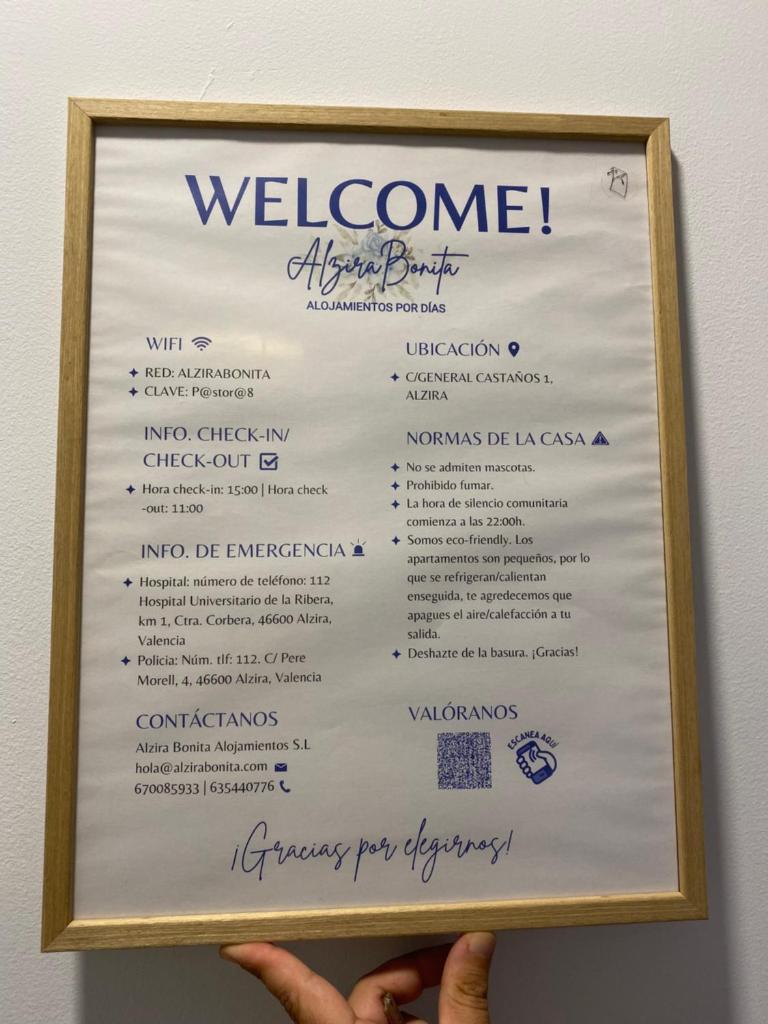 WELCOME!
Alzira Bonita
ALOJAMIENTOS POR DÍAS
WIFI
RED: ALZIRABONITA
CLAVE: P@stor@8
INFO. CHECK-IN/
CHECK-OUT
Hora check-in: 15:00 | Hora check
-out: 11:00
INFO. DE EMERGENCIA
Hospital: número de teléfono: 112
Hospital Universitario de la Ribera,
km 1, Ctra. Corbera, 46600 Alzira,
Valencia
Policia: Núm. tlf: 112. C/ Pere
Morell, 4, 46600 Alzira, Valencia
CONTÁCTANOS
Alzira Bonita Alojamientos S.L
hola@alzirabonita.com
670085933 | 635440776
UBICACIÓN
C/GENERAL CASTAÑOS 1,
ALZIRA
NORMAS DE LA CASA
No se admiten mascotas.
Prohibido fumar.
La hora de silencio comunitaria
comienza a las 22:00h.
Somos eco-friendly. Los
apartamentos son pequeños, por lo
que se refrigeran/calientan
enseguida, te agredecemos que
apagues el aire/calefacción a tu
salida.
Deshazte de la basura. ¡Gracias!
VALÓRANOS
ESCANEA AQUÍ
¡Gracias por elegirnos!